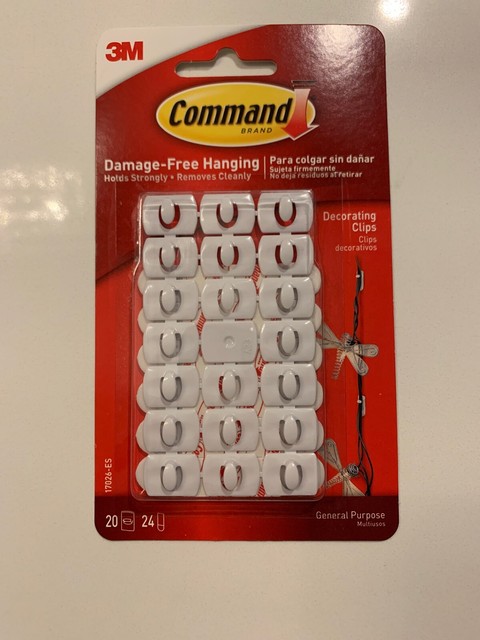 3M
Command
BRAND
Damage-Free Hanging
Holds Strongly • Removes Cleanly
Para colgar sin dañar
Sujeta firmemente
No deja residuos al retirar
Decorating
Clips
Clips
decorativos
17026-ES
20 24
General Purpose
Multiusos